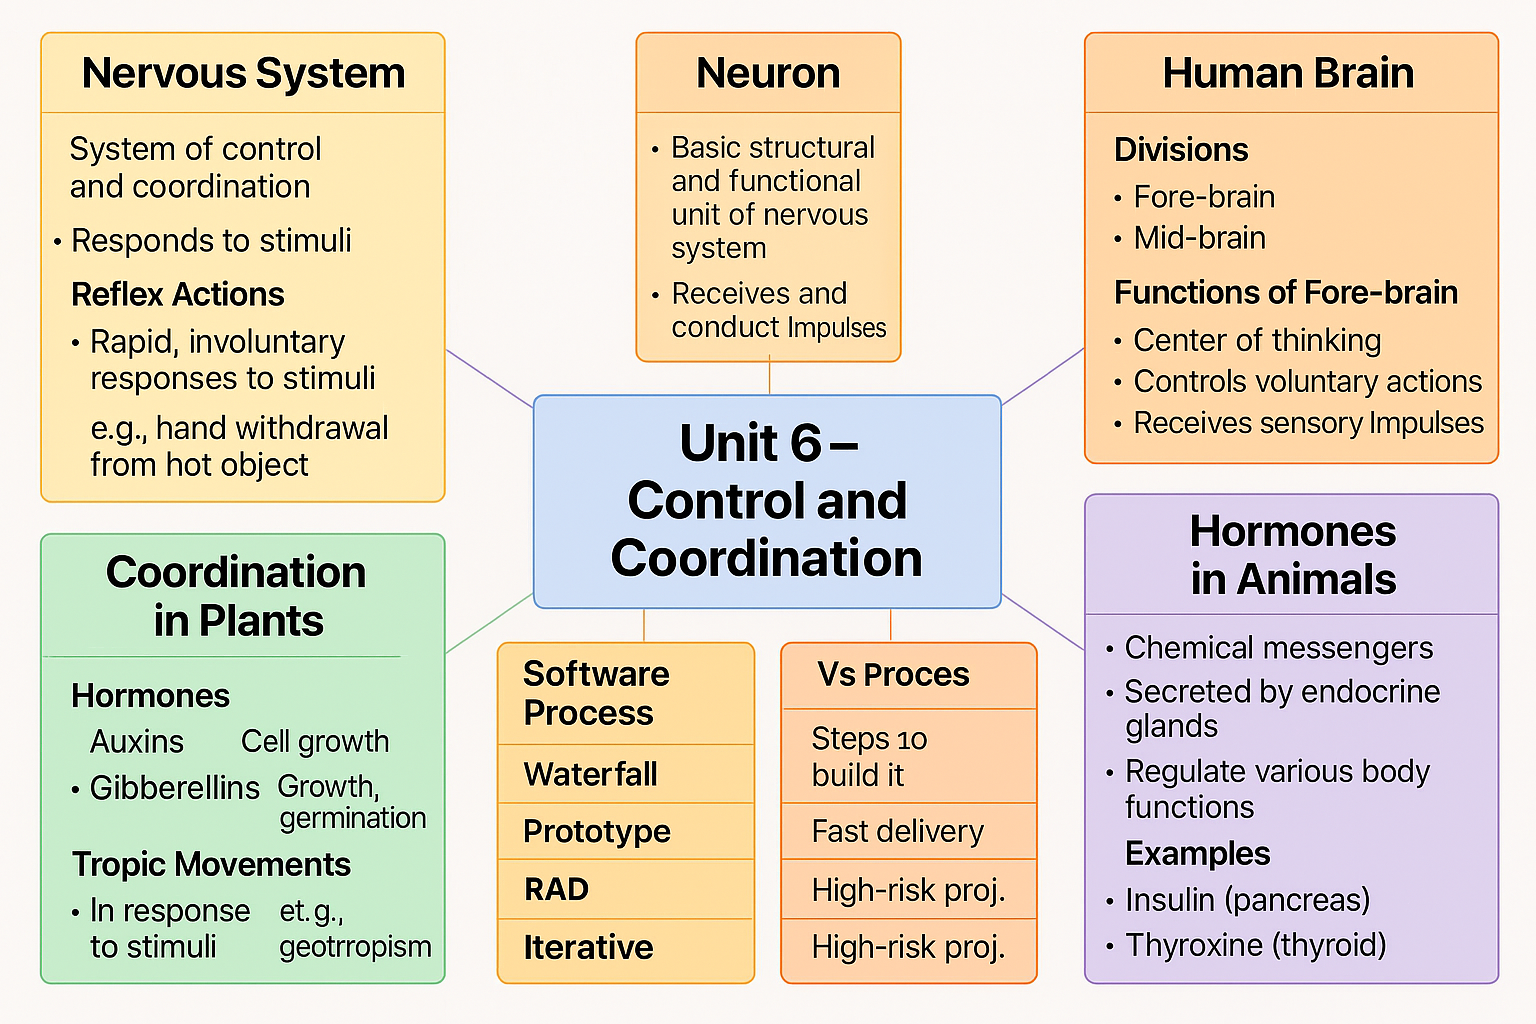 Nervous System
System of control
and coordination
• Responds to stimuli
Reflex Actions
• Rapid, involuntary
responses to stimuli
e.g., hand withdrawal
from hot object
Neuron
• Basic structural
and functional
unit of nervous
system
• Receives and
conduct Impulses
Human Brain
Divisions
• Fore-brain
• Mid-brain
Functions of Fore-brain
• Center of thinking
• Controls voluntary actions
• Receives sensory Impulses
Unit 6 –
Control and
Coordination
Coordination
in Plants
Hormones
Auxins Cell growth
• Gibberellins Growth,
germination
Tropic Movements
• In response et. g.,
to stimuli geotrropism
Software
Process
Waterfall
Prototype
RAD
Iterative
Vs Proces
Steps 10
build it
Fast delivery
High-risk proj.
High-risk proj.
Hormones
in Animals
• Chemical messengers
• Secreted by endocrine
glands
• Regulate various body
functions
Examples
• Insulin (pancreas)
• Thyroxine (thyroid)